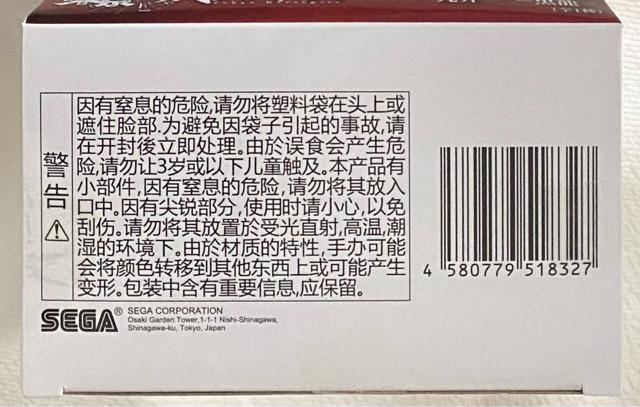 警告
因有窒息的危险,请勿将塑料袋在头上或
遮住脸部.为避免因袋子引起的事故,请
在开封後立即处理。由於误食会产生危
险,请勿让3岁或以下儿童触及。本产品有
小部件,因有窒息的危险,请勿将其放入
口中。因有尖锐部分,使用时请小心,以免
刮伤。请勿将其放置於受光直射,高温,潮
湿的环境下。由於材质的特性,手办可能
会将颜色转移到其他东西上或可能产生
变形。包装中含有重要信息,应保留。
4 580779 518327
SEGA® SEGA CORPORATION
Osaki Garden Tower,1-1-1 Nishi-Shinagawa,
Shinagawa-ku, Tokyo, Japan